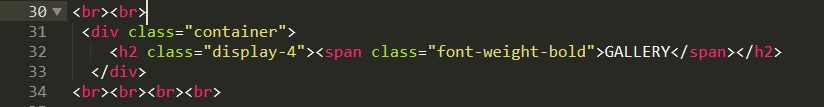 30 <br><br>
31 <div class="container">
32 <h2 class="display-4"><span class="font-weight-bold">GALLERY</span></h2>
33 </div>
34 <br><br><br><br>